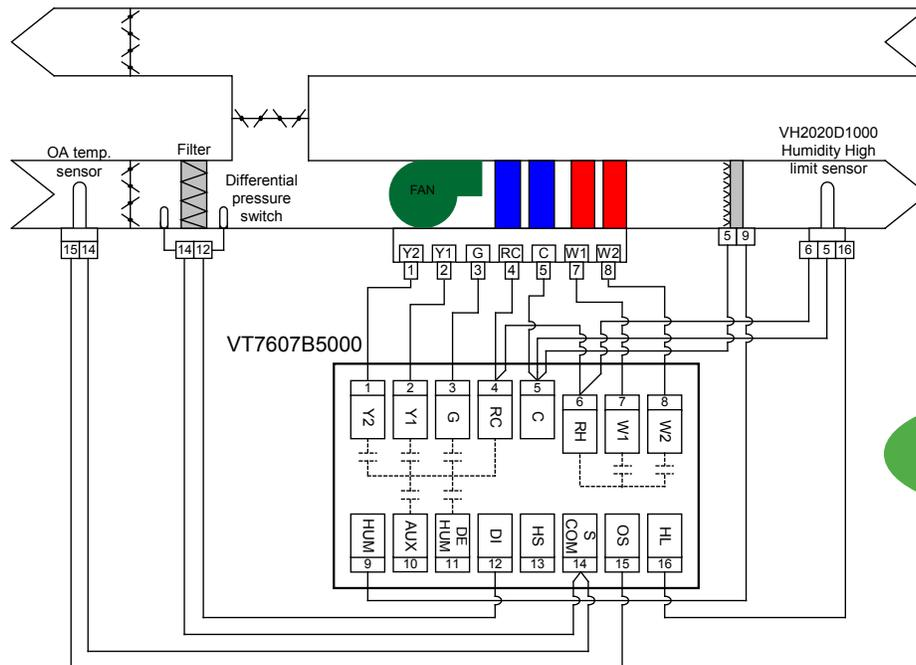 VH2020D1000
Humidity High
limit sensor
OA temp.
sensor
Filter
Differential
pressure
switch
FAN
15 14
14 12
5 9
6 5 16
Y2 Y1 G RC C W1 W2
1 2 3 4 5 7 8
VT7607B5000
1 2 3 4 5 6 7 8
Y2 Y1 G RC C RH W1 W2
HUM AUX DE HUM DI HS S COM OS HL
9 10 11 12 13 14 15 16